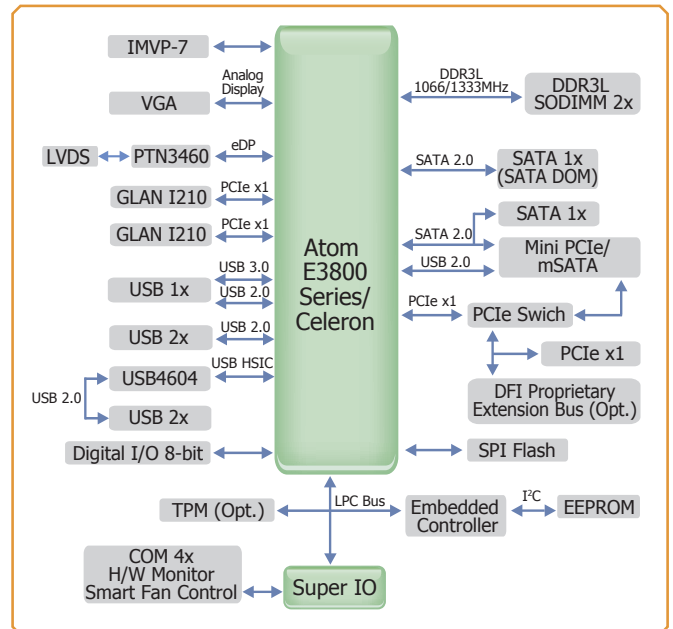 IMVP-7
Analog
Display
VGA
eDP
LVDS
PTN3460
PCIe x1
GLAN I210
PCIe x1
GLAN I210
USB 3.0
USB 1x
USB 2.0
USB 2.0
USB 2x
USB HSIC
USB4604
USB 2.0
USB 2x
Digital I/O 8-bit
Atom
E3800
Series/
Celeron
DDR3L
1066/1333MHz
DDR3L
SODIMM 2x
SATA 2.0
SATA 1x
(SATA DOM)
SATA 1x
SATA 2.0
Mini PCIe/
mSATA
USB 2.0
PCIe x1
PCIe Swich
PCIe x1
DFI Proprietary
Extension Bus (Opt.)
SPI Flash
LPC Bus
TPM (Opt.)
Embedded
Controller
I²C
EEPROM
COM 4x
H/W Monitor
Smart Fan Control
Super IO